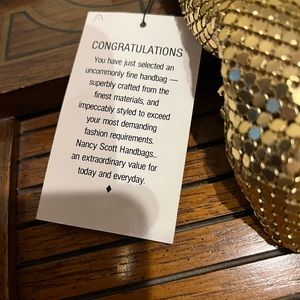 A
CONGRATULATIONS
You have just selected an
uncommonly fine handbag —
superbly crafted from the
finest materials, and
impeccably styled to exceed
your most demanding
fashion requirements.
Nancy Scott Handbags..
an extraordinary value for
today and everyday.